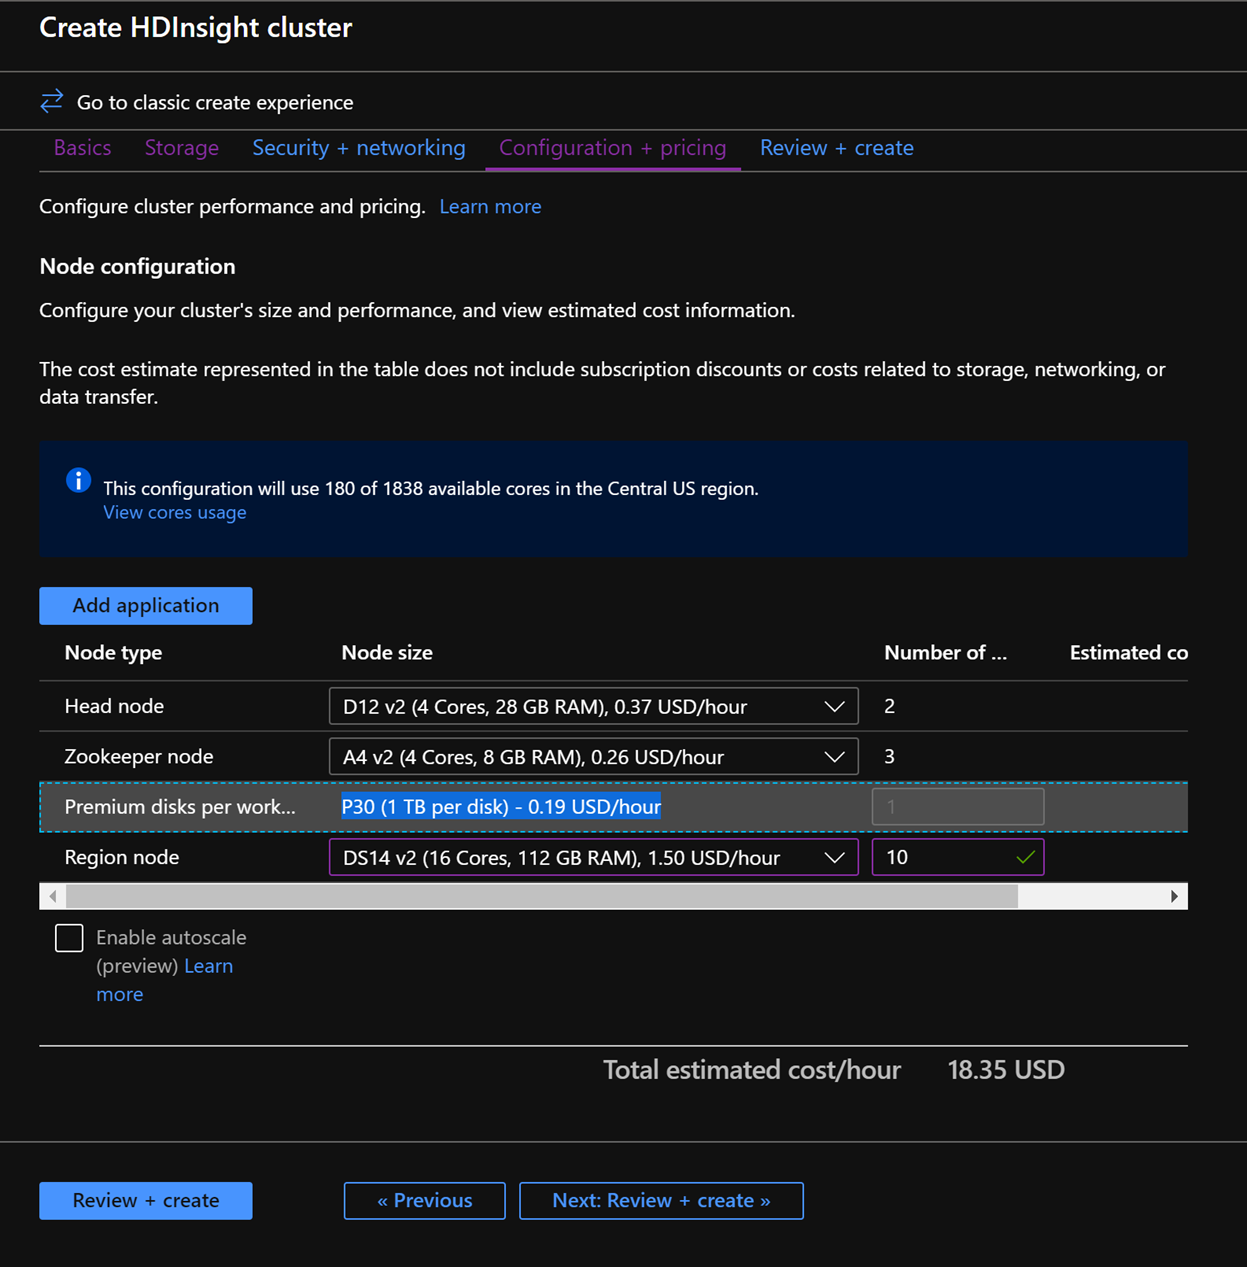 Create HDInsight cluster
Go to classic create experience
Basics Storage Security + networking Configuration + pricing Review + create
Configure cluster performance and pricing. Learn more
Node configuration
Configure your cluster's size and performance, and view estimated cost information.
The cost estimate represented in the table does not include subscription discounts or costs related to storage, networking, or
data transfer.
This configuration will use 180 of 1838 available cores in the Central US region.
View cores usage
Add application
Node type Node size Number of ... Estimated co
Head node D12 v2 (4 Cores, 28 GB RAM), 0.37 USD/hour 2
Zookeeper node A4 v2 (4 Cores, 8 GB RAM), 0.26 USD/hour 3
Premium disks per work... P30 (1 TB per disk) - 0.19 USD/hour 1
Region node DS14 v2 (16 Cores, 112 GB RAM), 1.50 USD/hour 10
Enable autoscale
(preview) Learn
more
Total estimated cost/hour 18.35 USD
Review + create « Previous Next: Review + create »